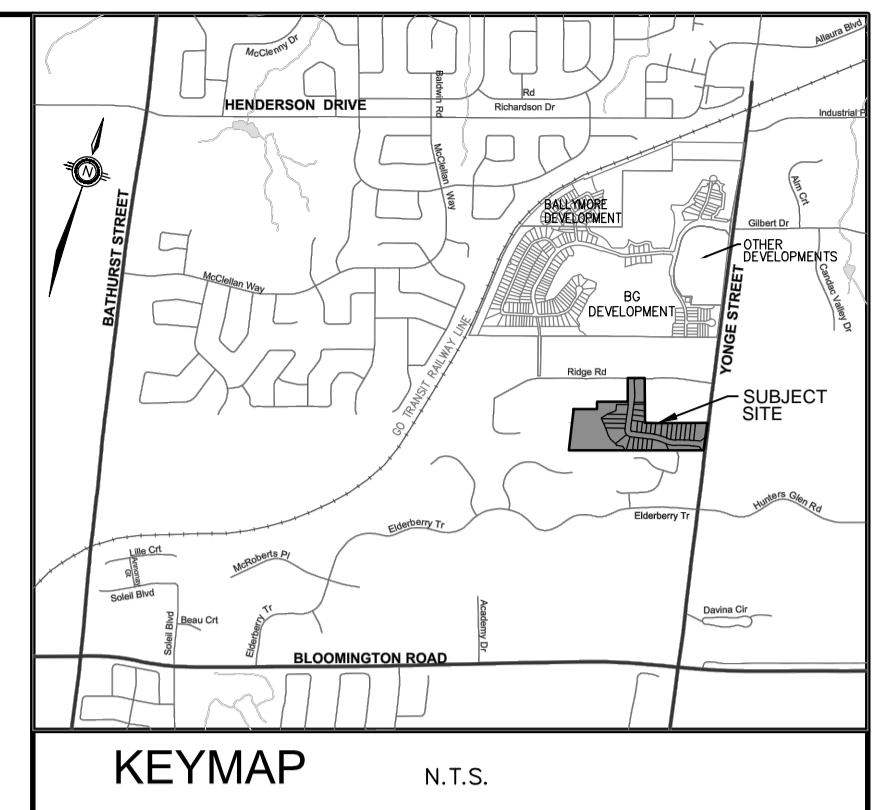 McClenny Dr
Allaura Blvd
Baldwin Rd
Rd
HENDERSON DRIVE
Richardson Dr
Industrial P
N
McClellan Way
Alm Crt
BATHURST STREET
BALLYMORE
DEVELOPMENT
Gilbert Dr
OTHER
DEVELOPMENTS
McClellan Way
Candac Valley Dr
BG
DEVELOPMENT
YONGE STREET
GO TRANSIT RAILWAY LINE
Ridge Rd
SUBJECT
SITE
Hunters Glen Rd
Elderberry Tr
Elderberry Tr
Lille Crt
Annonay Gt
McRoberts Pl
Soleil Blvd
Soleil Blvd
Beau Crt
Elderberry Tr
Academy Dr
Davina Cir
BLOOMINGTON ROAD
KEYMAP
N.T.S.